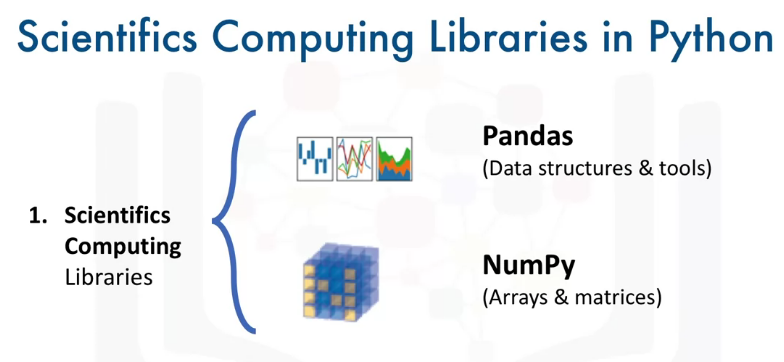 Scientifics Computing Libraries in Python
1. Scientifics
Computing
Libraries
Pandas
(Data structures & tools)
NumPy
(Arrays & matrices)